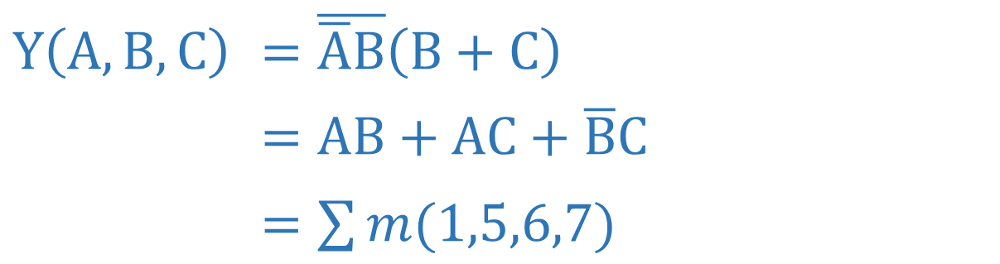 Y(A, B, C) = \overline{\overline{A}B}(B + C)
= AB + AC + \overline{B}C
= ∑ m(1,5,6,7)